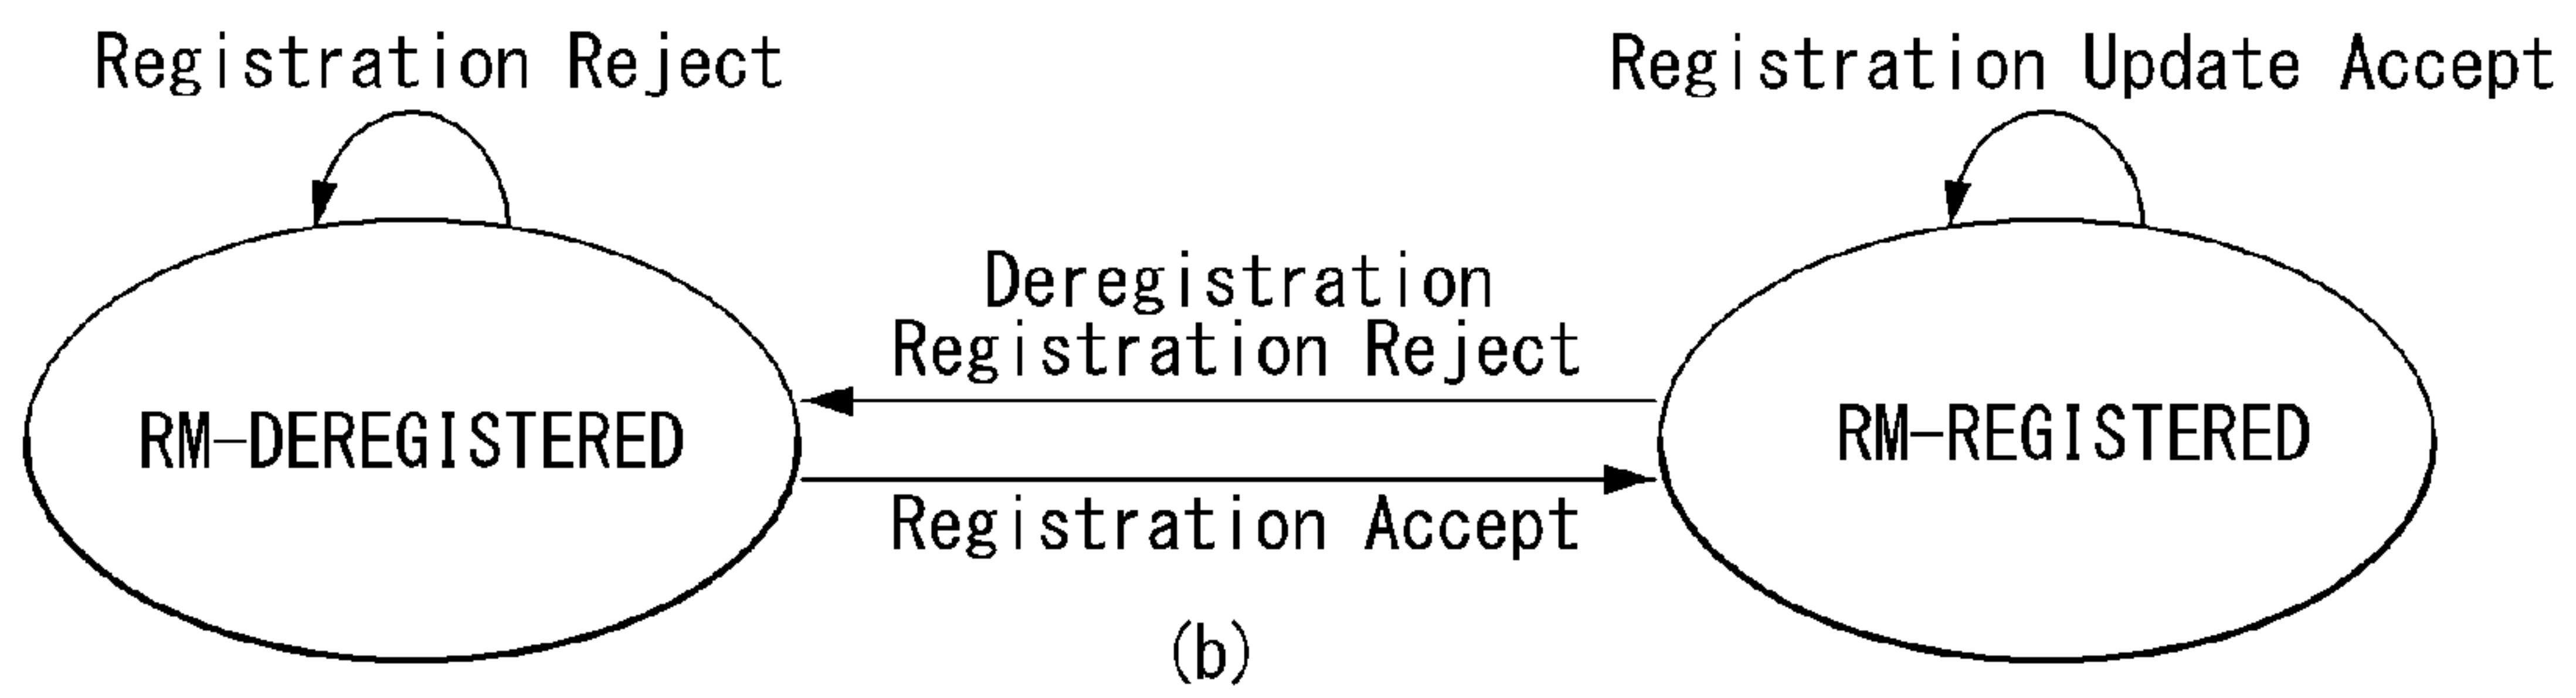 Registration Reject
Registration Update Accept
Deregistration
Registration Reject
RM-DEREGISTERED
RM-REGISTERED
Registration Accept
(b)